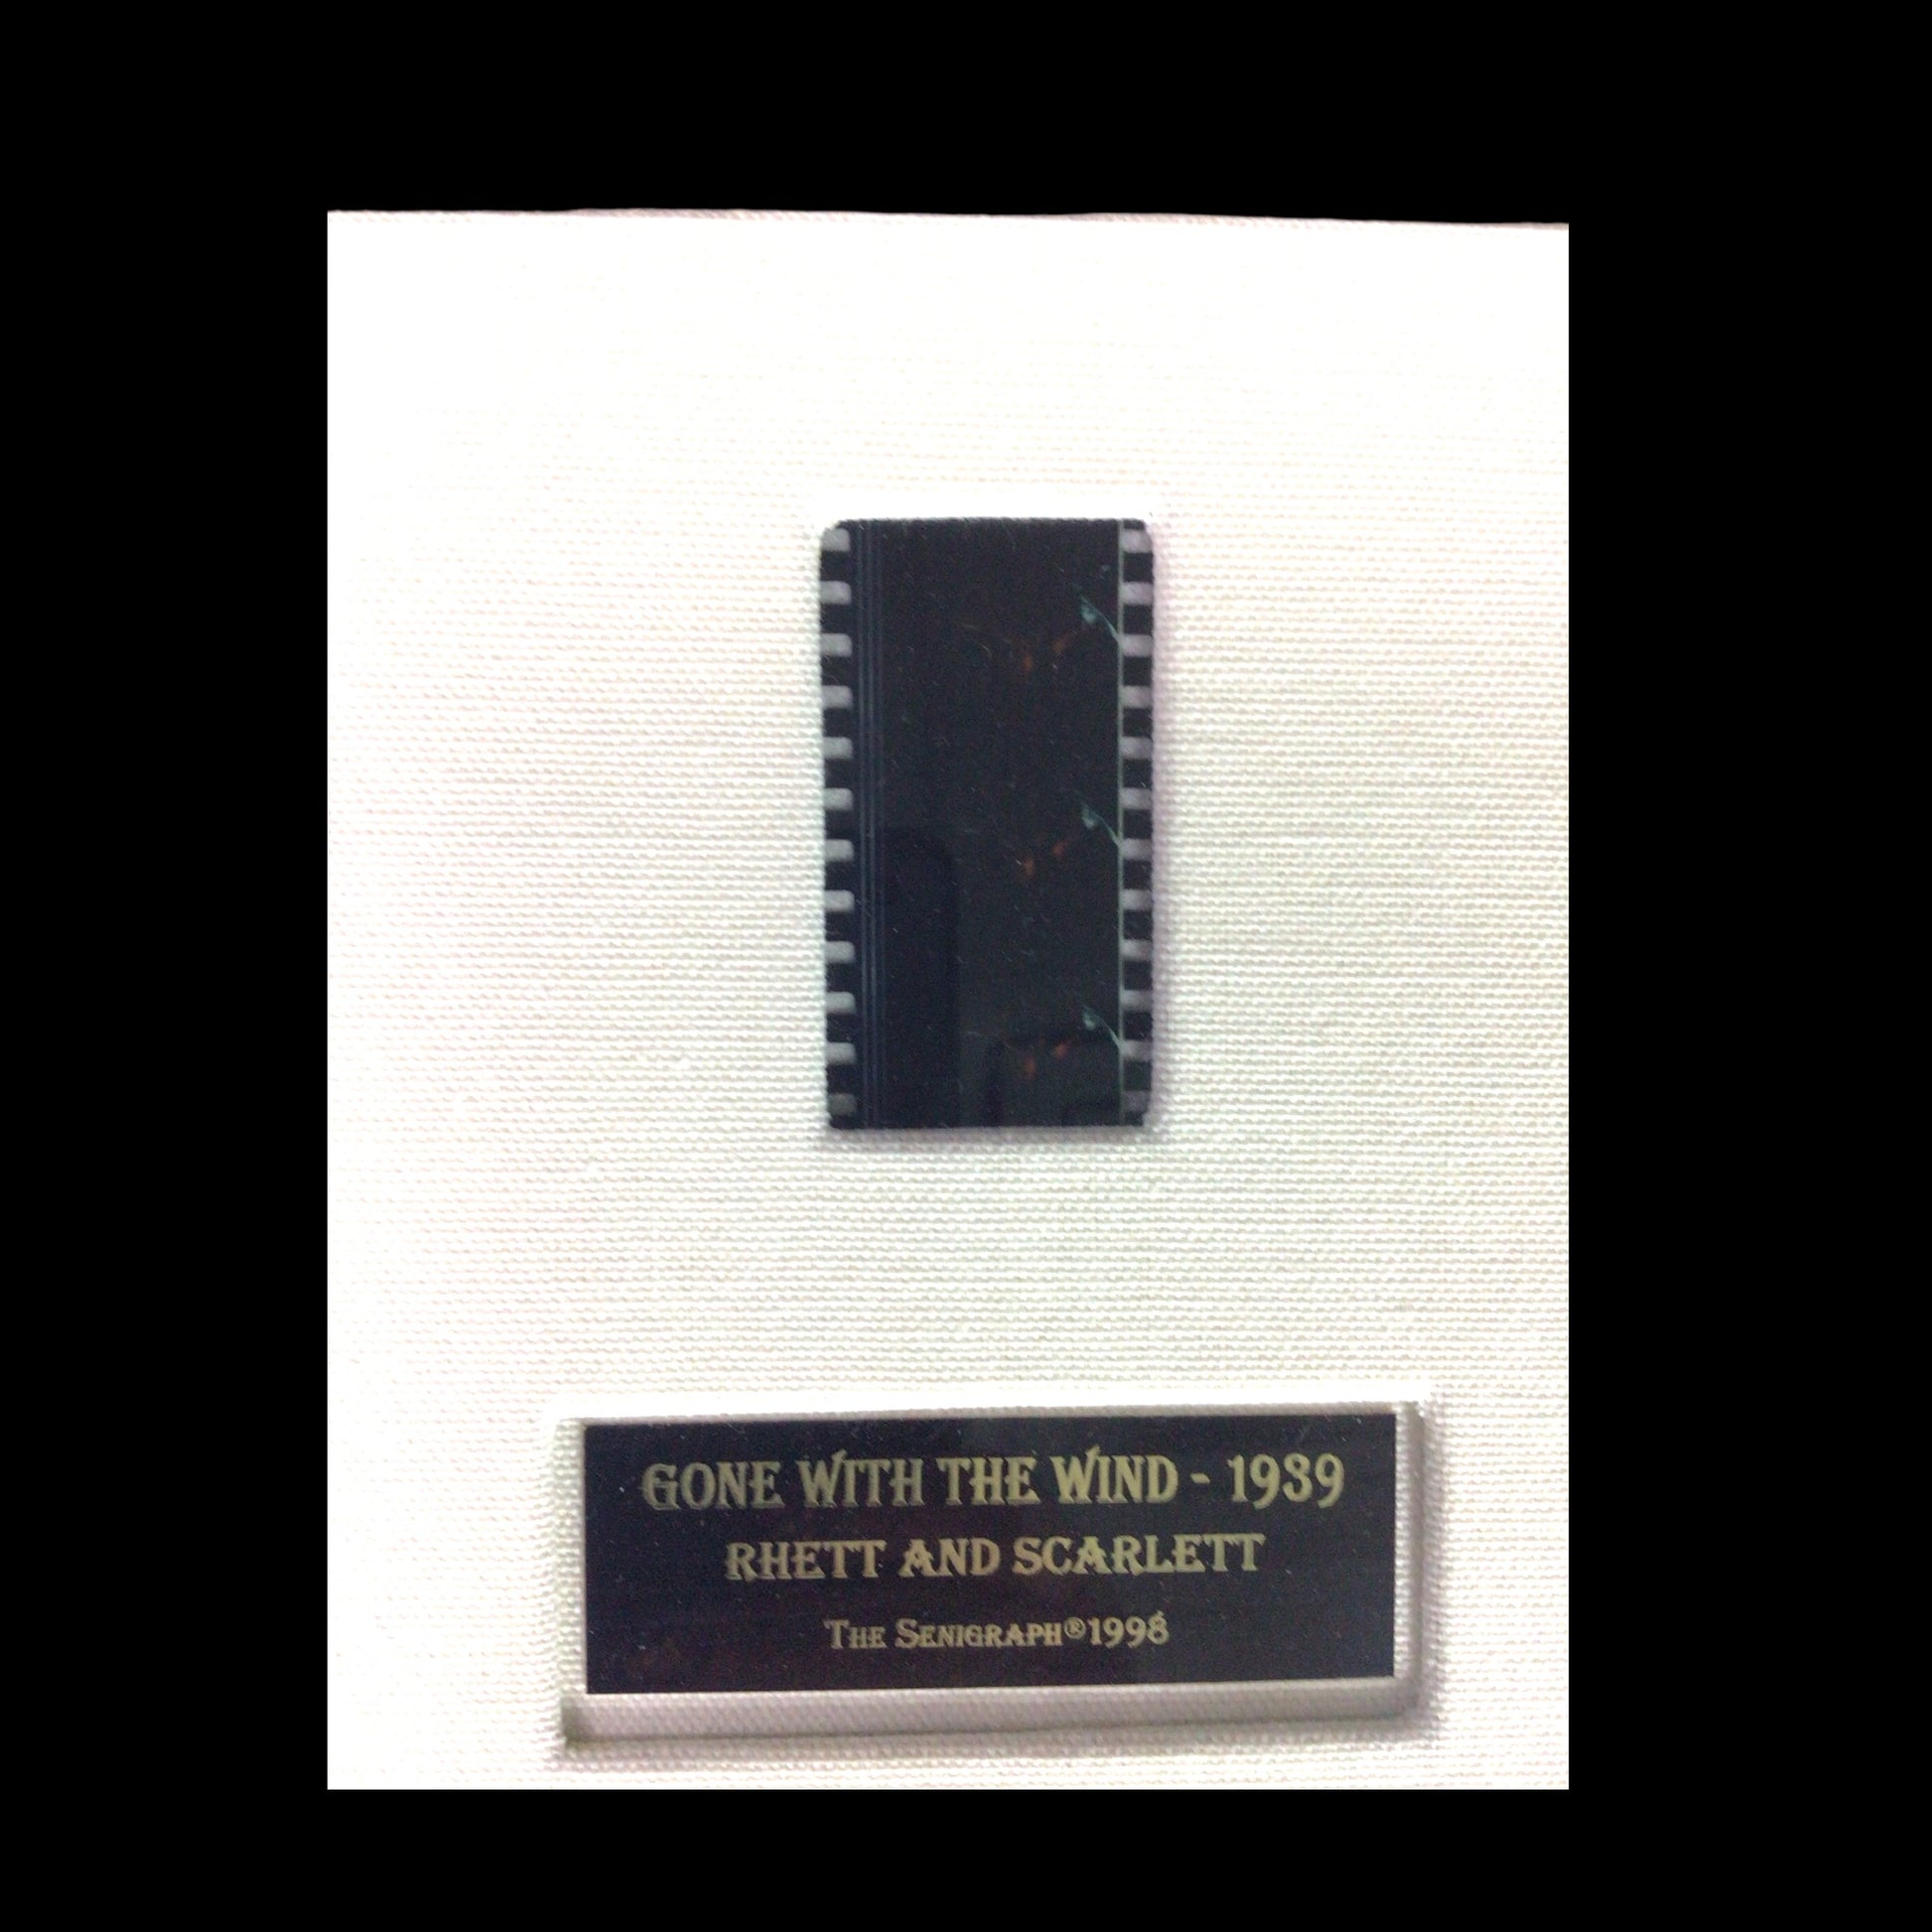 GONE WITH THE WIND - 1939
RHETT AND SCARLETT
THE SENIGRAPH®1998